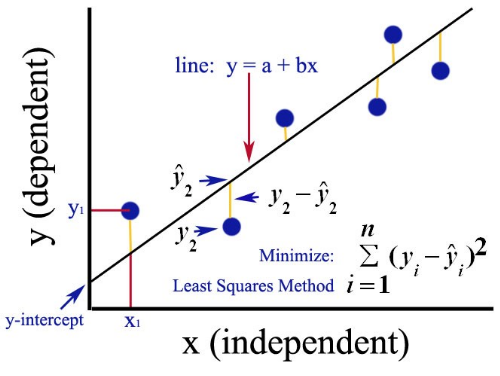 line: y = a + bx
y (dependent)
ŷ₂
y₂ – ŷ₂
y₁
y₂
n
Minimize: Σ (yᵢ – ŷᵢ)²
Least Squares Method i = 1
y-intercept
x₁
x (independent)